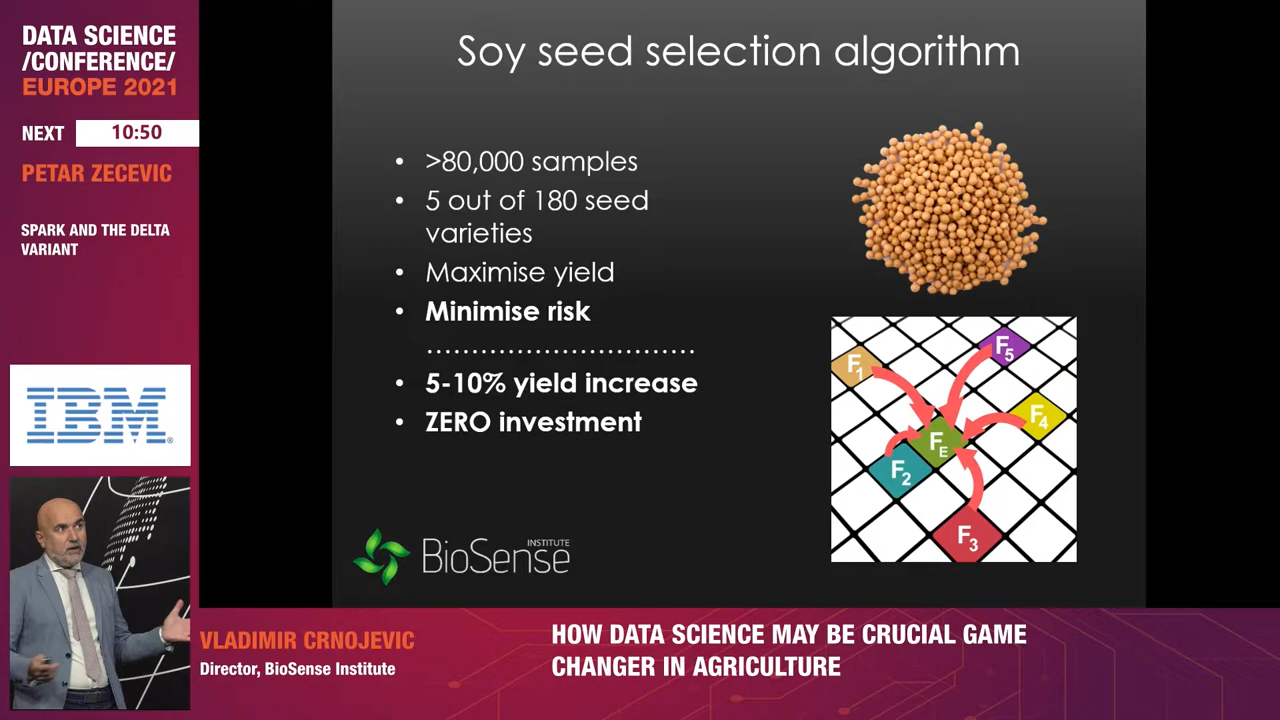 DATA SCIENCE
/CONFERENCE/
EUROPE 2021
NEXT 10:50
PETAR ZECEVIC
SPARK AND THE DELTA
VARIANT
IBM
Soy seed selection algorithm
• >80,000 samples
• 5 out of 180 seed
varieties
• Maximise yield
• Minimise risk
..............................
• 5-10% yield increase
• ZERO investment
F1
F5
F4
FE
F2
F3
BioSense INSTITUTE
VLADIMIR CRNOJEVIC
Director, BioSense Institute
HOW DATA SCIENCE MAY BE CRUCIAL GAME
CHANGER IN AGRICULTURE